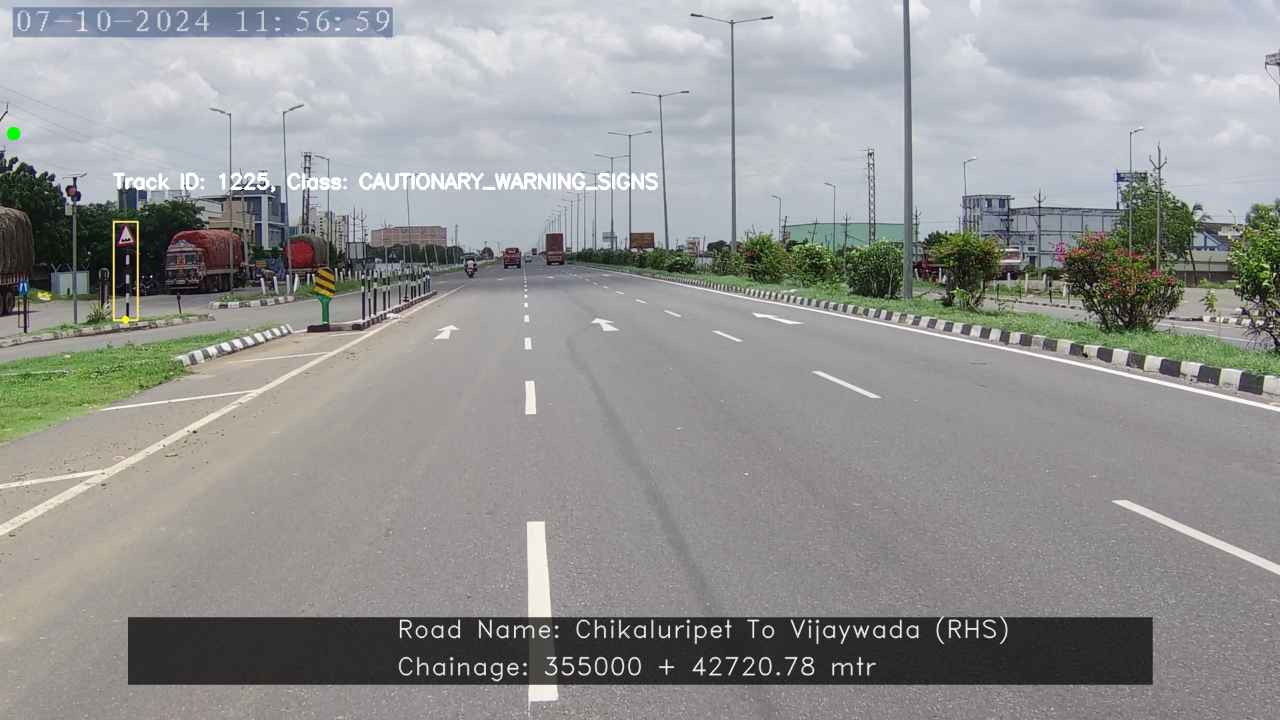 07-10-2024 11:56:59
Track ID: 1225, Class: CAUTIONARY_WARNING_SIGNS
Road Name: Chikaluripet To Vijaywada (RHS)
Chainage: 355000 + 42720.78 mtr